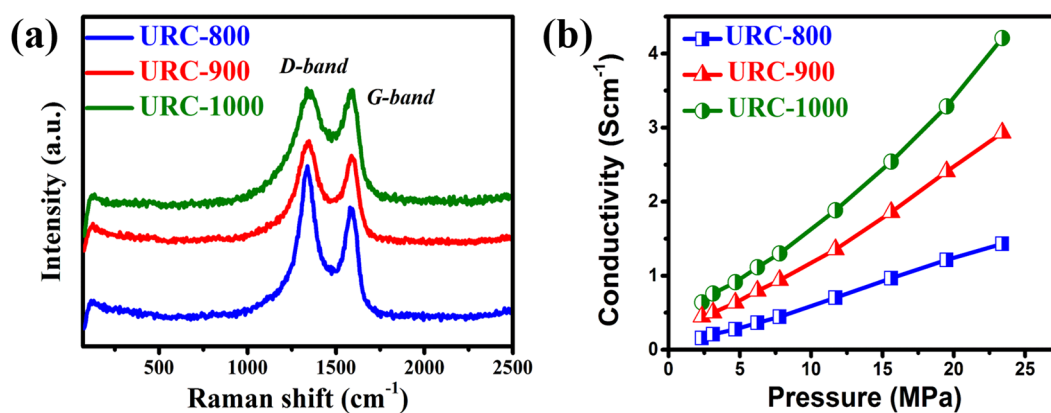 (a)
URC-800
URC-900
URC-1000
D-band
G-band
Intensity (a.u.)
500
1000
1500
2000
2500
Raman shift (cm⁻¹)
(b)
URC-800
URC-900
URC-1000
Conductivity (Scm⁻¹)
4
3
2
1
0
0
5
10
15
20
25
Pressure (MPa)